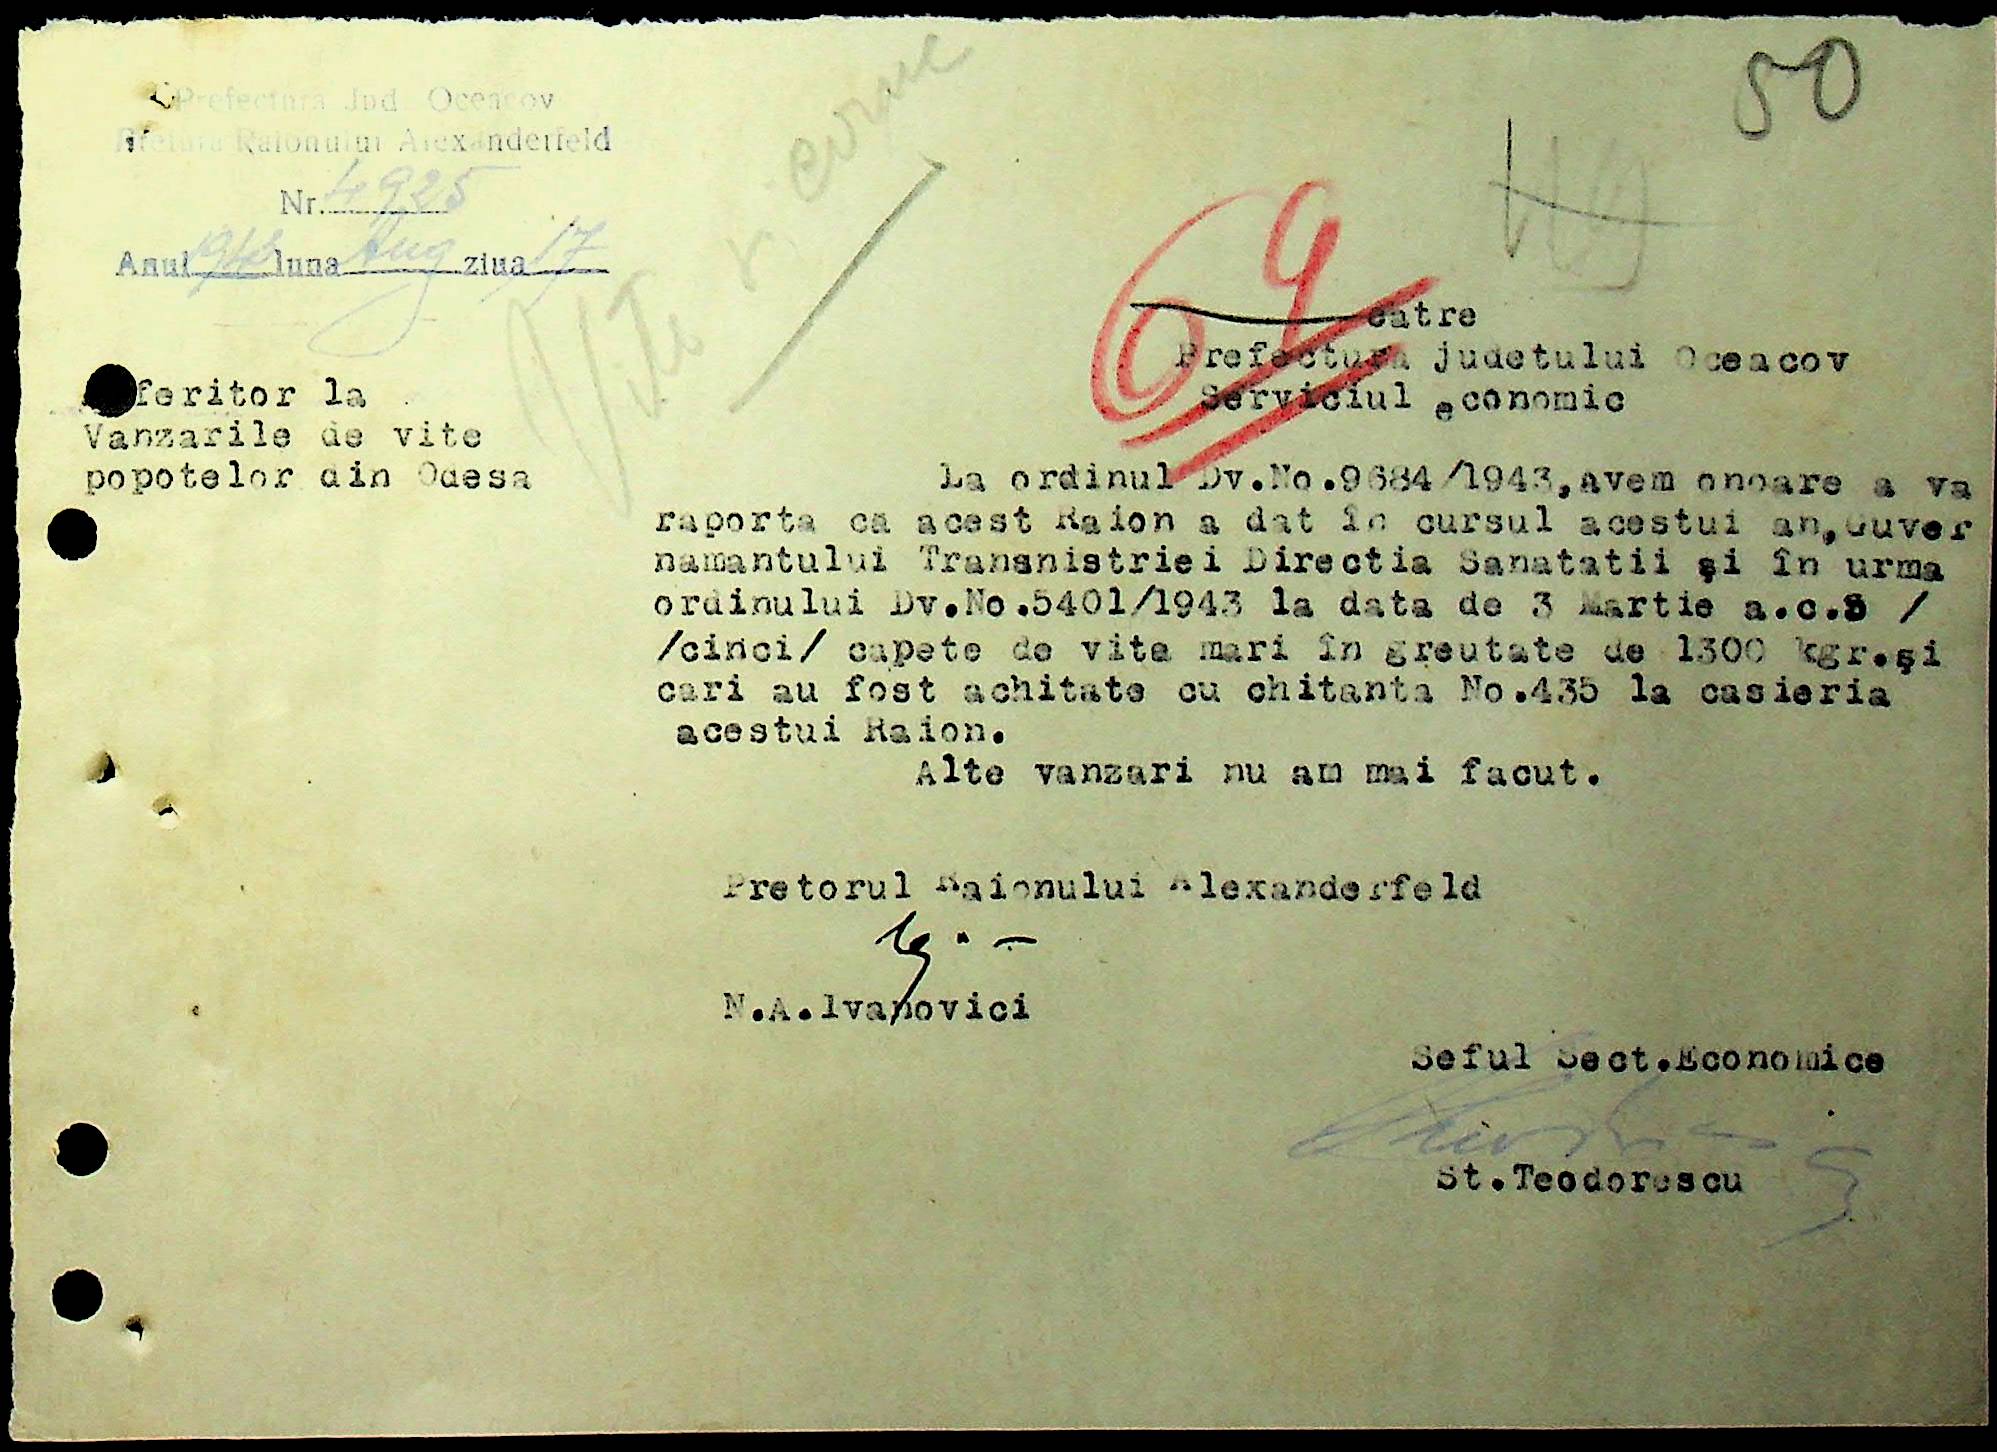 Prefectura Jud. Oceacov
Pretura Raionului Alexanderfeld
Nr. 4925
Anul 1943 luna Aug ziua 17
50
69
catre
Prefectura judetului Oceacov
Serviciul economic
feritor la
Vanzarile de vite
popotelor din Odesa
La ordinul Dv.No.9684/1943,avem onoare a va
raporta ca acest Raion a dat în cursul acestui an,Guver
namantului Transnistriei Directia Sanatatii și în urma
ordinului Dv.No.5401/1943 la data de 3 Martie a.c.5 /
/cinci/ capete de vite mari în greutate de 1300 kgr.și
cari au fost achitate cu chitanta No.435 la casieria
acestui Raion.
Alte vanzari nu am mai facut.
Pretorul Raionului Alexanderfeld
N.A.Ivanovici
Seful Sect.Economice
St.Teodorescu